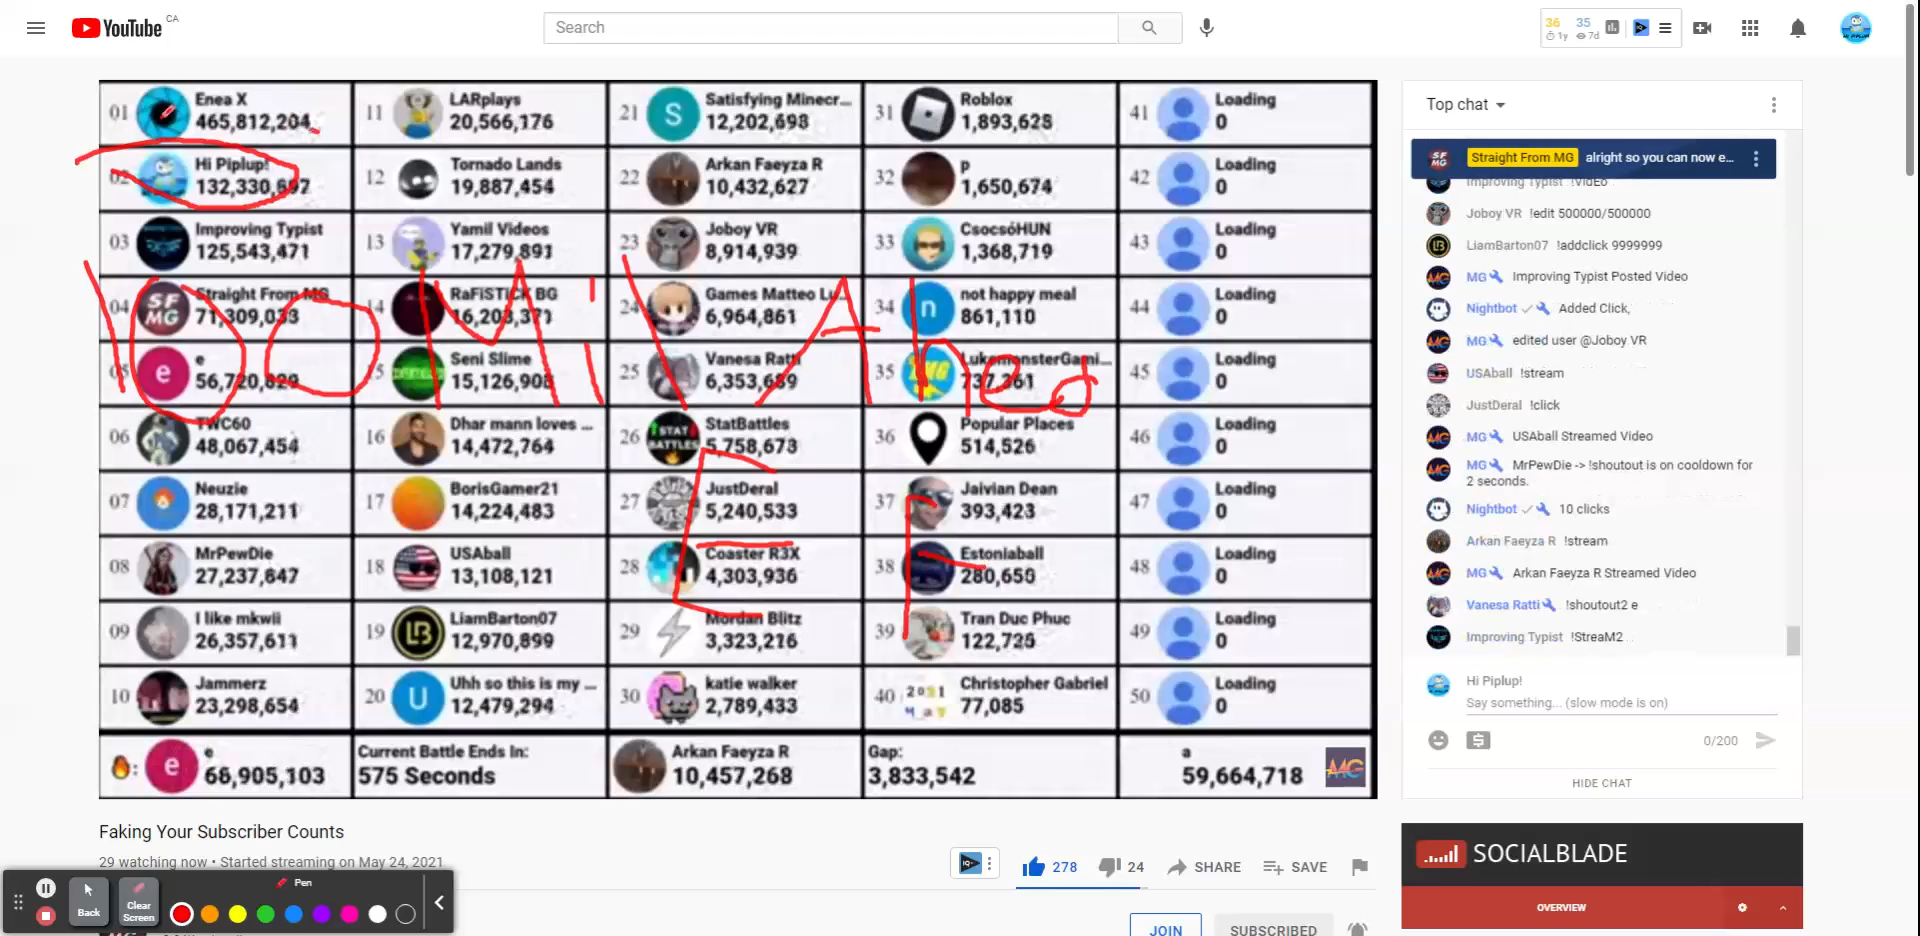 YouTube CA
Search
36 35
1y 7d
01 Enea X 465,812,204
02 Hi Piplup! 132,330,697
03 Improving Typist 125,543,471
04 Straight From MG 71,309,033
05 e 56,720,829
06 TWC60 48,067,454
07 Neuzie 28,171,211
08 MrPewDie 27,237,847
09 I like mkwii 26,357,611
10 Jammerz 23,298,654
11 LARplays 20,566,176
12 Tornado Lands 19,887,454
13 Yamil Videos 17,279,891
14 RaFiSTiCK BG 16,203,371
15 Seni Slime 15,126,908
16 Dhar mann loves ... 14,472,764
17 BorisGamer21 14,224,483
18 USAball 13,108,121
19 LiamBarton07 12,970,899
20 Uhh so this is my ... 12,479,294
21 Satisfying Minecr... 12,202,698
22 Arkan Faeyza R 10,432,627
23 Joboy VR 8,914,939
24 Games Matteo Lu... 6,964,861
25 Vanesa Ratti 6,353,689
26 StatBattles 5,758,673
27 JustDeral 5,240,533
28 Coaster R3X 4,303,936
29 Mordan Blitz 3,323,216
30 katie walker 2,789,433
31 Roblox 1,893,628
32 p 1,650,674
33 CsocsóHUN 1,368,719
34 not happy meal 861,110
35 LukemonsterGami... 737,361
36 Popular Places 514,526
37 Jaivian Dean 393,423
38 Estoniaball 280,650
39 Tran Duc Phuc 122,725
40 Christopher Gabriel 77,085
41 Loading 0
42 Loading 0
43 Loading 0
44 Loading 0
45 Loading 0
46 Loading 0
47 Loading 0
48 Loading 0
49 Loading 0
50 Loading 0
: e 66,905,103
Current Battle Ends In: 575 Seconds
Arkan Faeyza R 10,457,268
Gap: 3,833,542
a 59,664,718
MG
Faking Your Subscriber Counts
29 watching now • Started streaming on May 24, 2021
278 24 SHARE SAVE
JOIN SUBSCRIBED
Pen
Back Clear Screen
Top chat
Straight From MG alright so you can now e...
Improving Typist !VidEo
Joboy VR !edit 500000/500000
LiamBarton07 !addclick 9999999
MG Improving Typist Posted Video
Nightbot Added Click,
MG edited user @Joboy VR
USAball !stream
JustDeral !click
MG USAball Streamed Video
MG MrPewDie -> !shoutout is on cooldown for
2 seconds.
Nightbot 10 clicks
Arkan Faeyza R !stream
MG Arkan Faeyza R Streamed Video
Vanesa Ratti !shoutout2 e
Improving Typist !StreaM2
Hi Piplup!
Say something... (slow mode is on)
0/200
HIDE CHAT
SOCIALBLADE
OVERVIEW